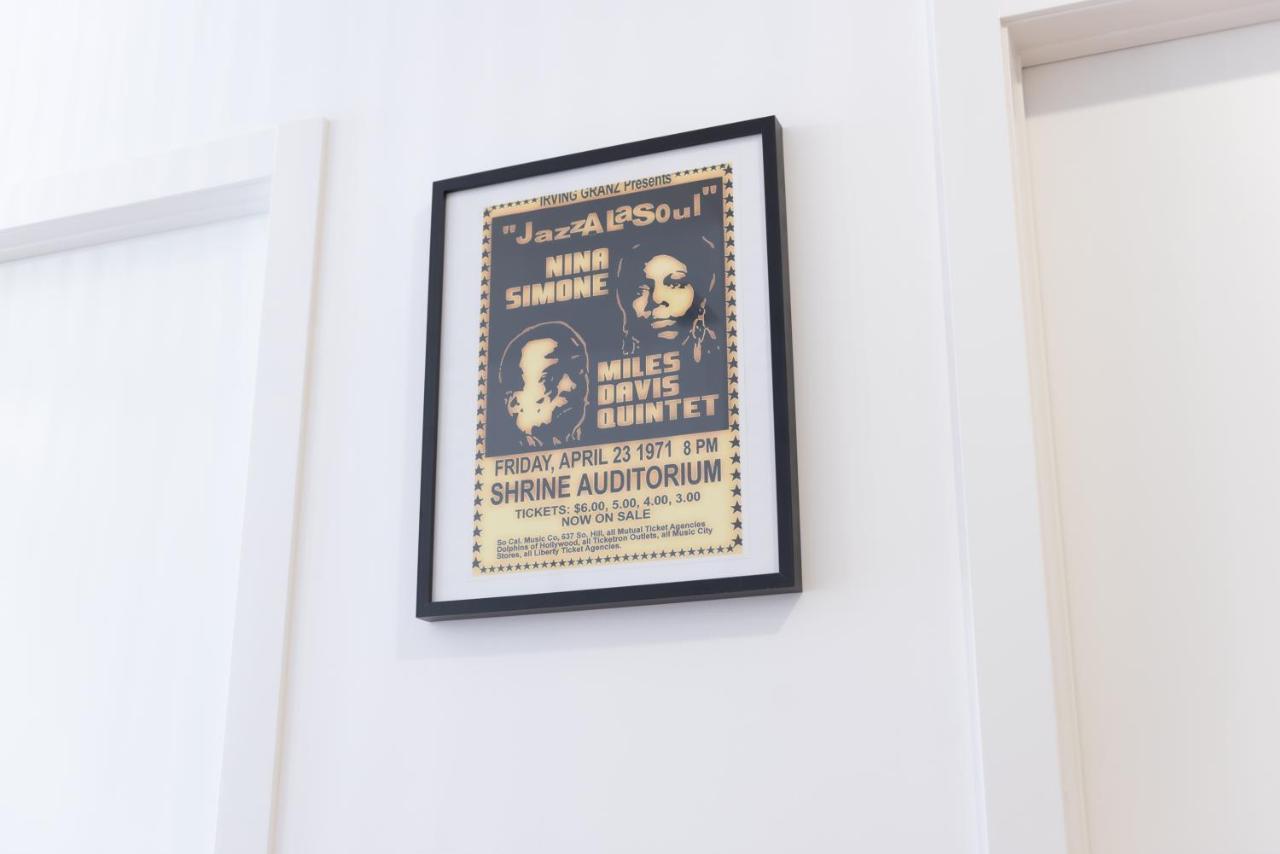 IRVING GRANZ Presents
"JazzALaSoul"
NINA
SIMONE
MILES
DAVIS
QUINTET
FRIDAY, APRIL 23 1971 8 PM
SHRINE AUDITORIUM
TICKETS: $6.00, 5.00, 4.00, 3.00
NOW ON SALE
So Cal. Music Co, 637 So, Hill, all Mutual Ticket Agencies
Dolphins of Hollywood, all Ticketron Outlets, all Music City
Stores, all Liberty Ticket Agencies.